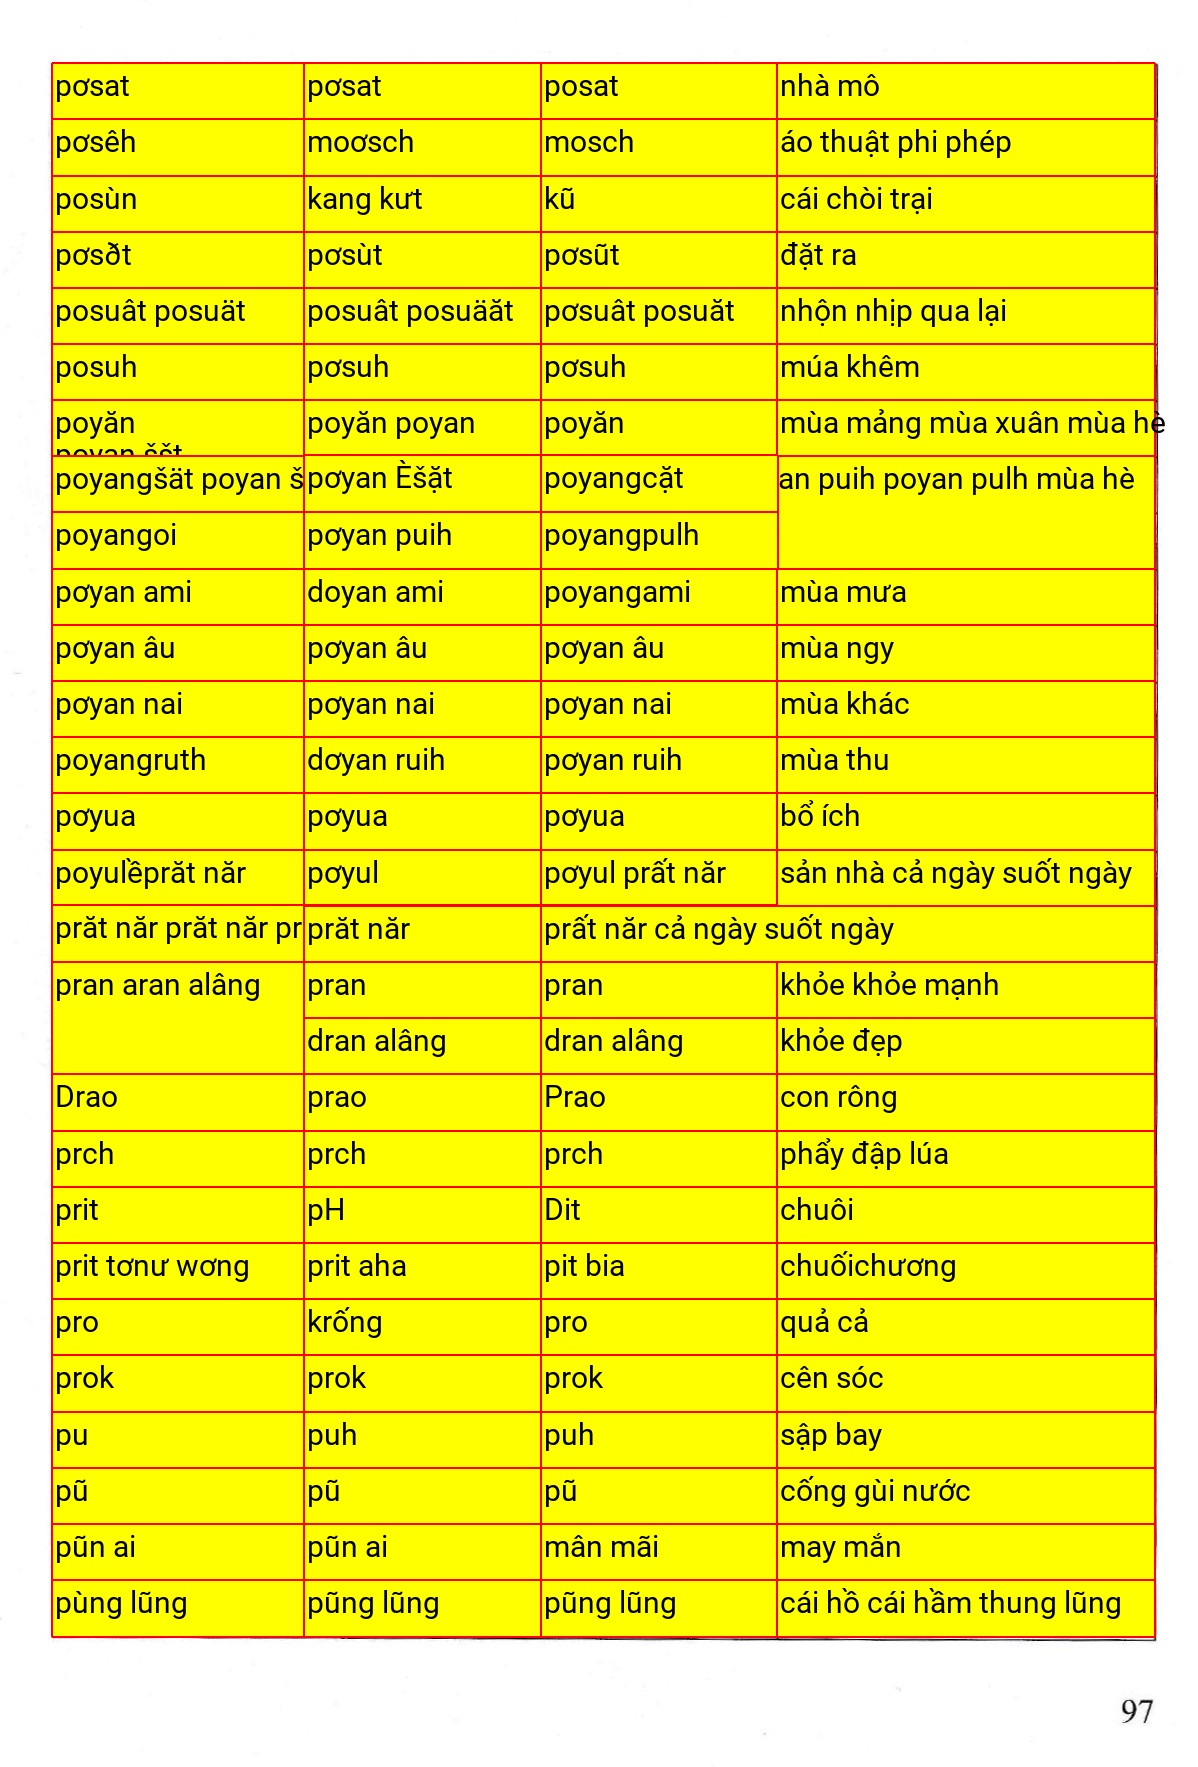 pơsat pơsat posat nhà mô
pơsêh moơsch mosch áo thuật phi phép
posùn kang kưt kũ cái chòi trại
pơsðt pơsùt pơsũt đặt ra
posuât posuät posuât posuäăt pơsuât posuăt nhộn nhịp qua lại
posuh pơsuh pơsuh múa khêm
poyăn poyăn poyan poyăn mùa mảng mùa xuân mùa hè
poyangšät poyan š pơyan Èšặt poyangcặt an puih poyan pulh mùa hè
poyangoi pơyan puih poyangpulh
pơyan ami doyan ami poyangami mùa mưa
pơyan âu pơyan âu pơyan âu mùa ngy
pơyan nai pơyan nai pơyan nai mùa khác
poyangruth dơyan ruih pơyan ruih mùa thu
pơyua pơyua pơyua bổ ích
poyulềprăt năr pơyul pơyul prất năr sản nhà cả ngày suốt ngày
prăt năr prăt năr pr prăt năr prất năr cả ngày suốt ngày
pran aran alâng pran pran khỏe khỏe mạnh
dran alâng dran alâng khỏe đẹp
Drao prao Prao con rông
prch prch prch phẩy đập lúa
prit pH Dit chuôi
prit tơnư wơng prit aha pit bia chuốichương
pro krống pro quả cả
prok prok prok cên sóc
pu puh puh sập bay
pũ pũ pũ cống gùi nước
pũn ai pũn ai mân mãi may mắn
pùng lũng pũng lũng pũng lũng cái hồ cái hầm thung lũng
97